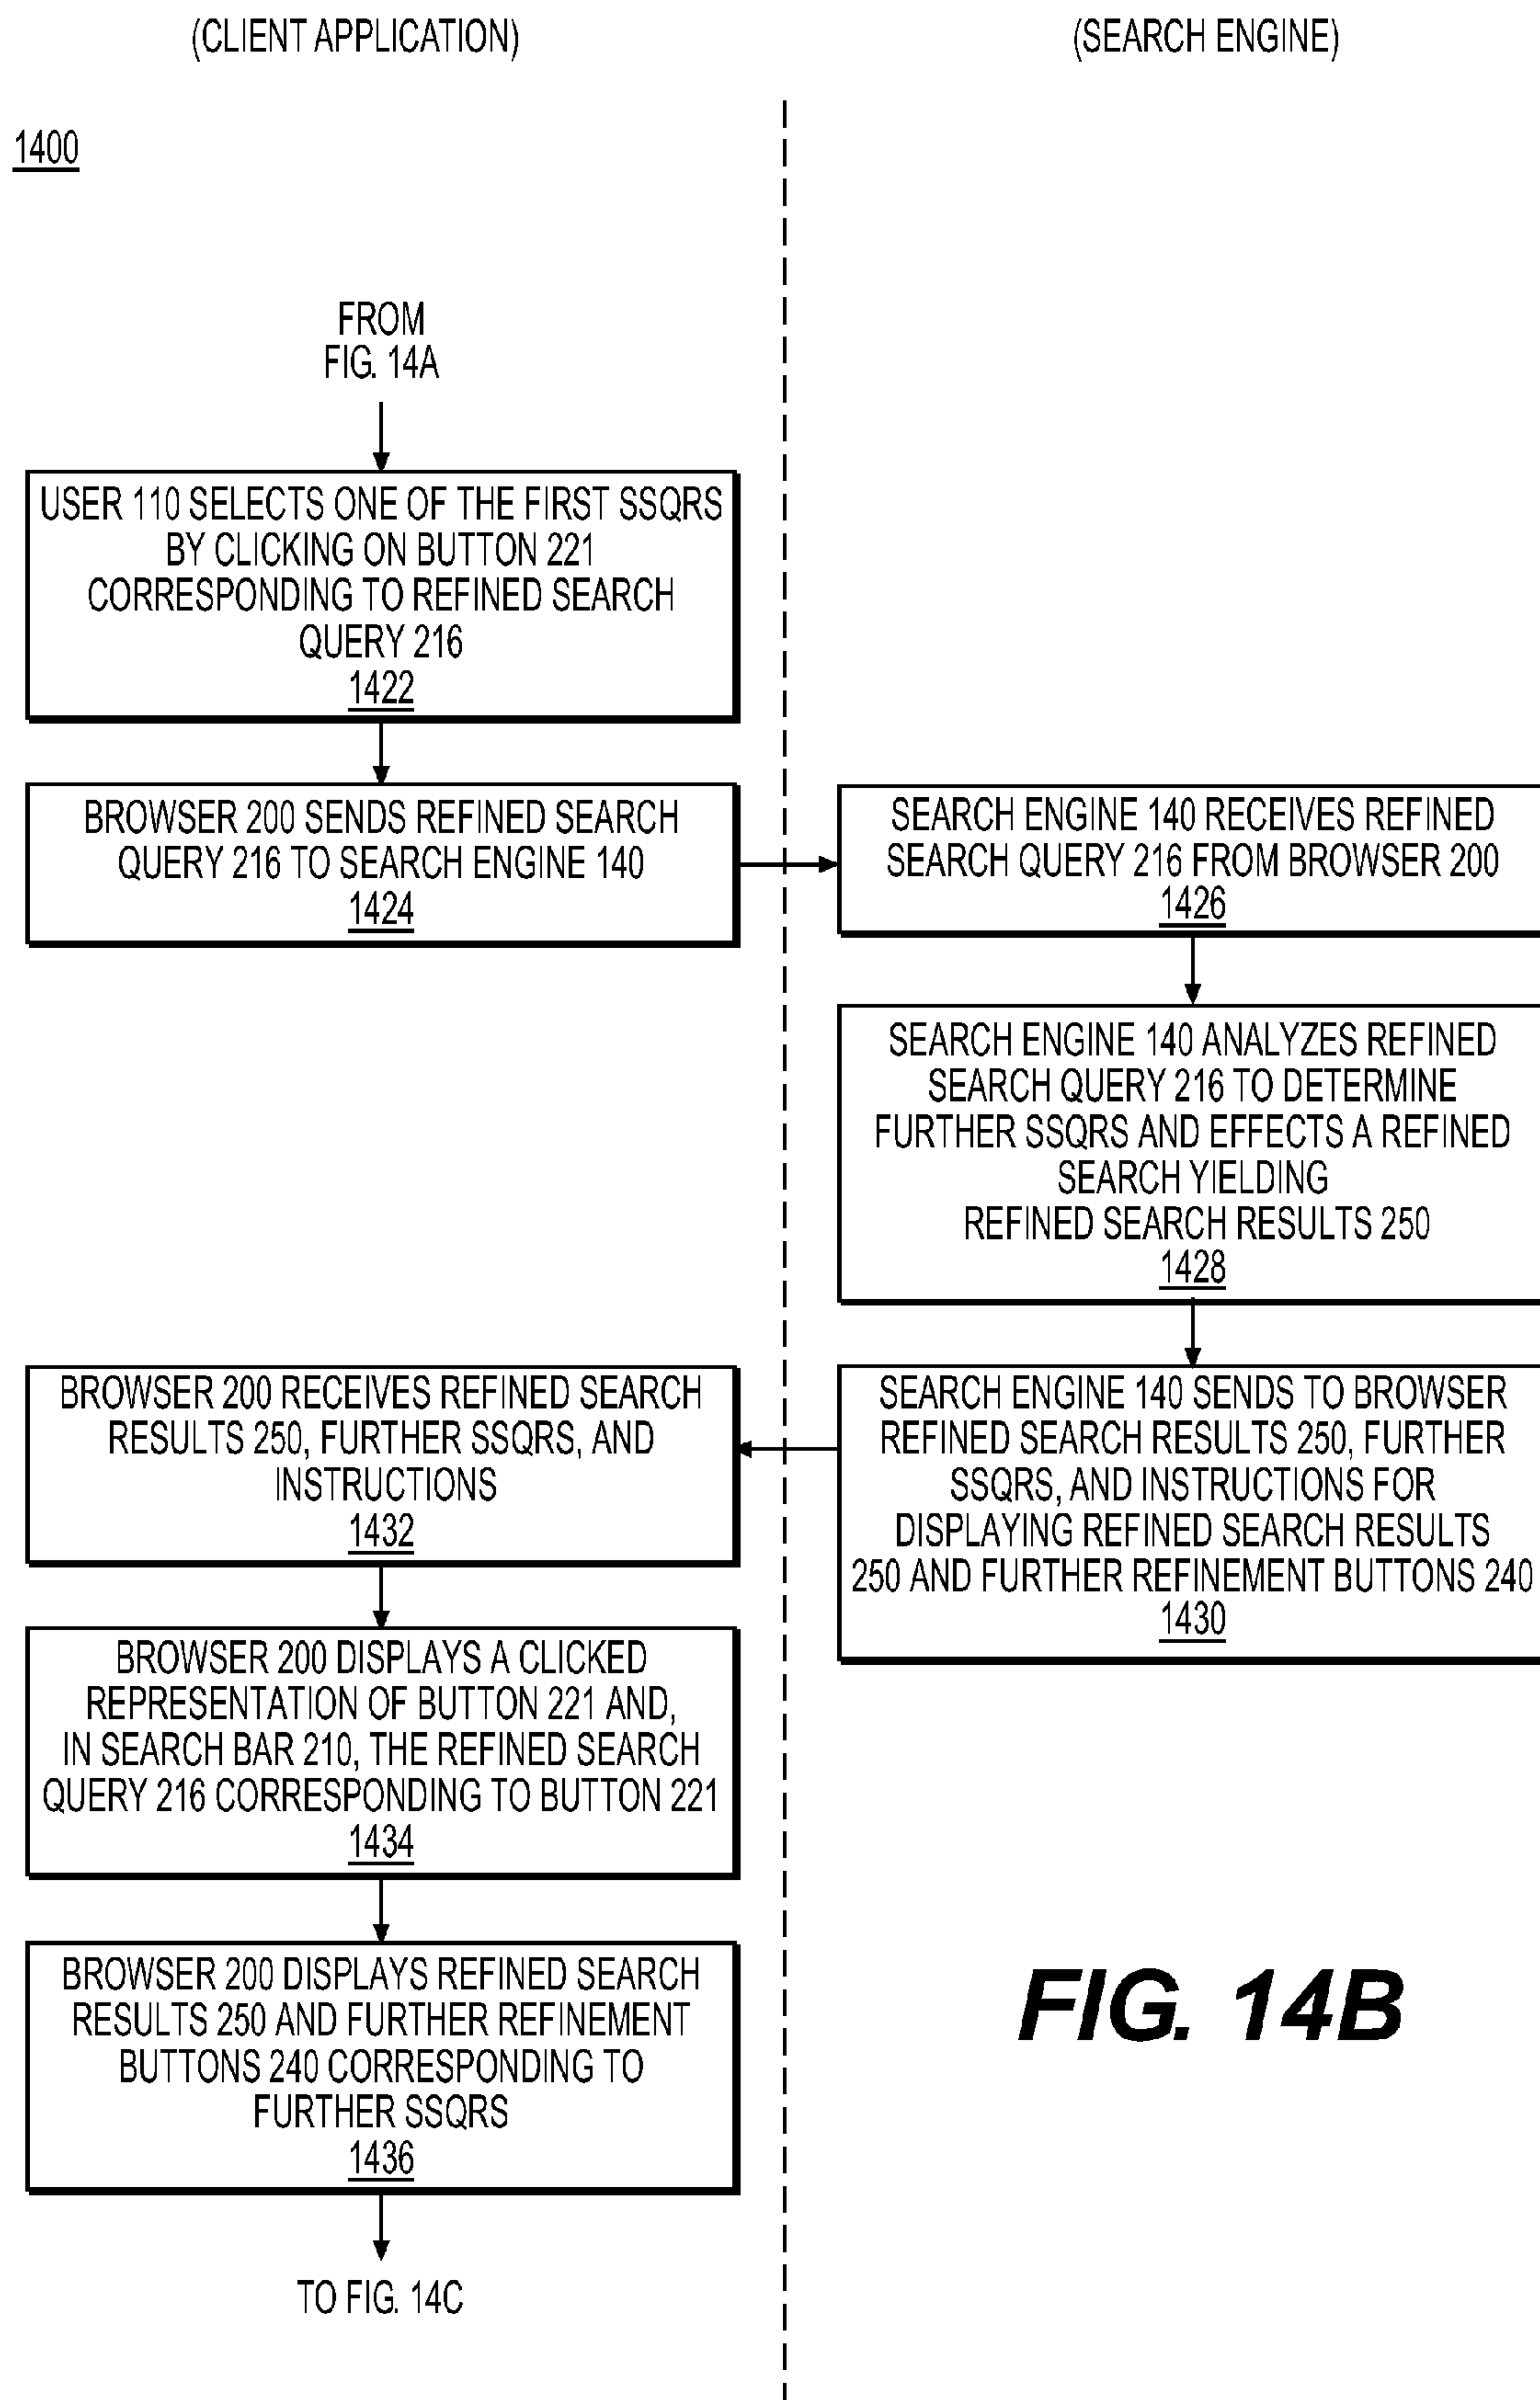 (CLIENT APPLICATION)
(SEARCH ENGINE)
1400
FROM
FIG. 14A
USER 110 SELECTS ONE OF THE FIRST SSQRS
BY CLICKING ON BUTTON 221
CORRESPONDING TO REFINED SEARCH
QUERY 216
1422
BROWSER 200 SENDS REFINED SEARCH
QUERY 216 TO SEARCH ENGINE 140
1424
SEARCH ENGINE 140 RECEIVES REFINED
SEARCH QUERY 216 FROM BROWSER 200
1426
SEARCH ENGINE 140 ANALYZES REFINED
SEARCH QUERY 216 TO DETERMINE
FURTHER SSQRS AND EFFECTS A REFINED
SEARCH YIELDING
REFINED SEARCH RESULTS 250
1428
SEARCH ENGINE 140 SENDS TO BROWSER
REFINED SEARCH RESULTS 250, FURTHER
SSQRS, AND INSTRUCTIONS FOR
DISPLAYING REFINED SEARCH RESULTS
250 AND FURTHER REFINEMENT BUTTONS 240
1430
BROWSER 200 RECEIVES REFINED SEARCH
RESULTS 250, FURTHER SSQRS, AND
INSTRUCTIONS
1432
BROWSER 200 DISPLAYS A CLICKED
REPRESENTATION OF BUTTON 221 AND,
IN SEARCH BAR 210, THE REFINED SEARCH
QUERY 216 CORRESPONDING TO BUTTON 221
1434
BROWSER 200 DISPLAYS REFINED SEARCH
RESULTS 250 AND FURTHER REFINEMENT
BUTTONS 240 CORRESPONDING TO
FURTHER SSQRS
1436
TO FIG. 14C
FIG. 14B